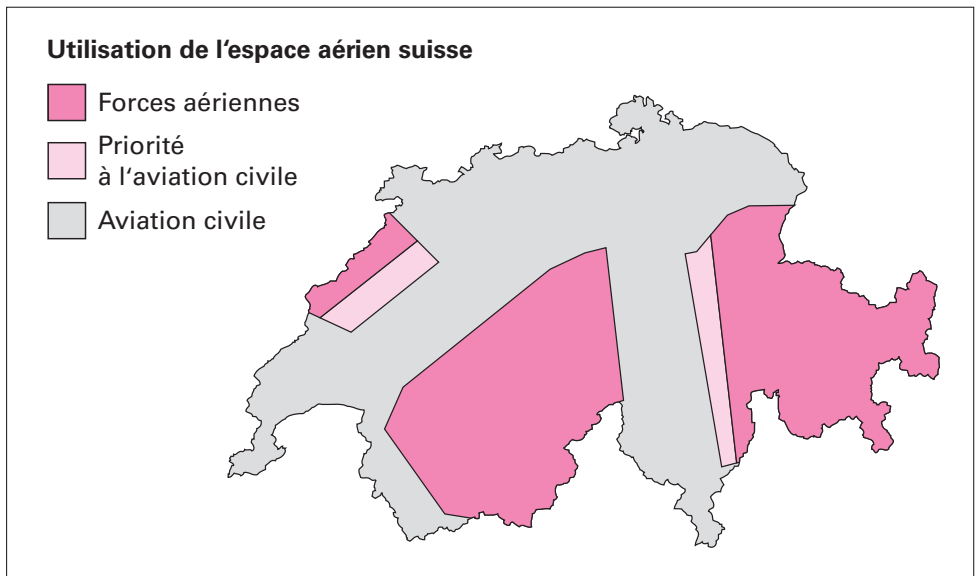 Utilisation de l'espace aérien suisse
Forces aériennes
Priorité
à l'aviation civile
Aviation civile